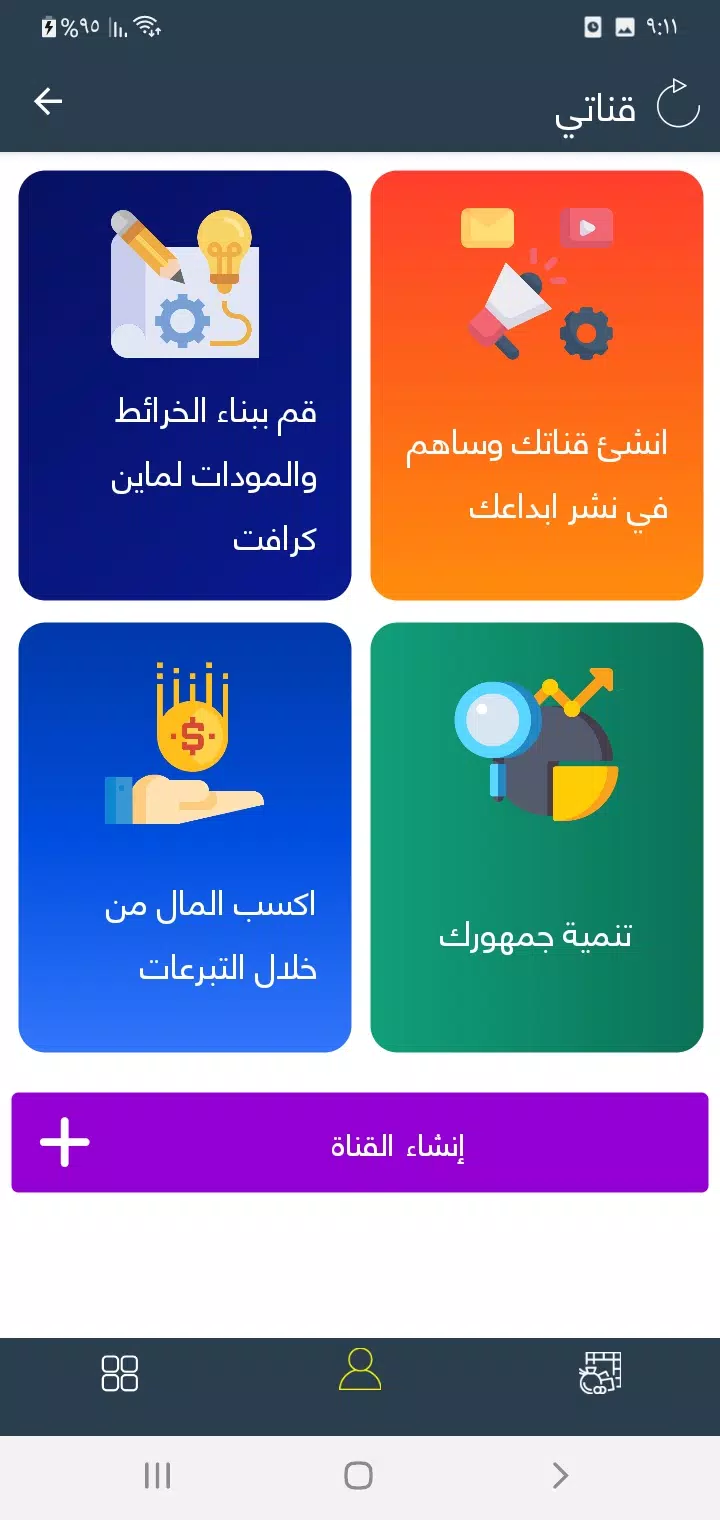 ٩:١١
%٩٥
قناتي
انشئ قناتك وساهم
في نشر ابداعك
قم ببناء الخرائط
والمودات لماين
كرافت
تنمية جمهورك
اكسب المال من
خلال التبرعات
إنشاء القناة